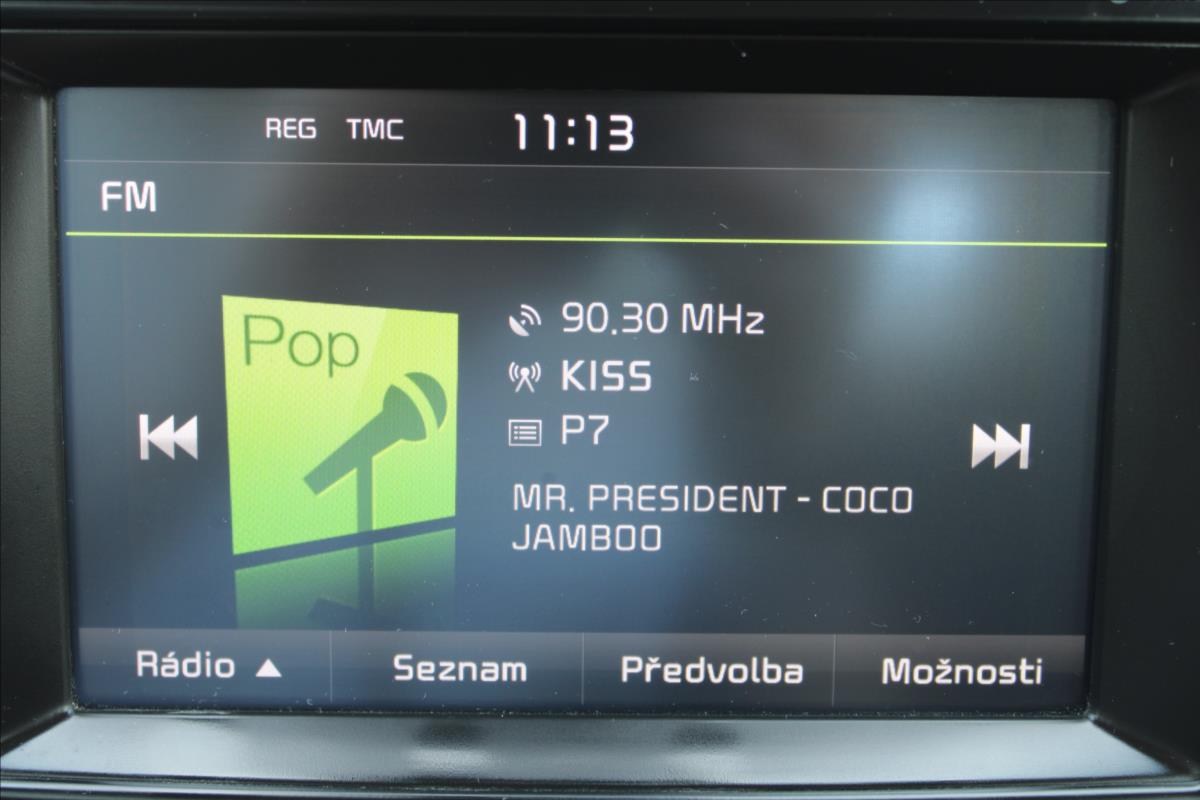 REG TMC 11:13
FM
Pop
90.30 MHz
KISS
P7
MR. PRESIDENT - COCO
JAMBOO
Rádio ▲ Seznam Předvolba Možnosti